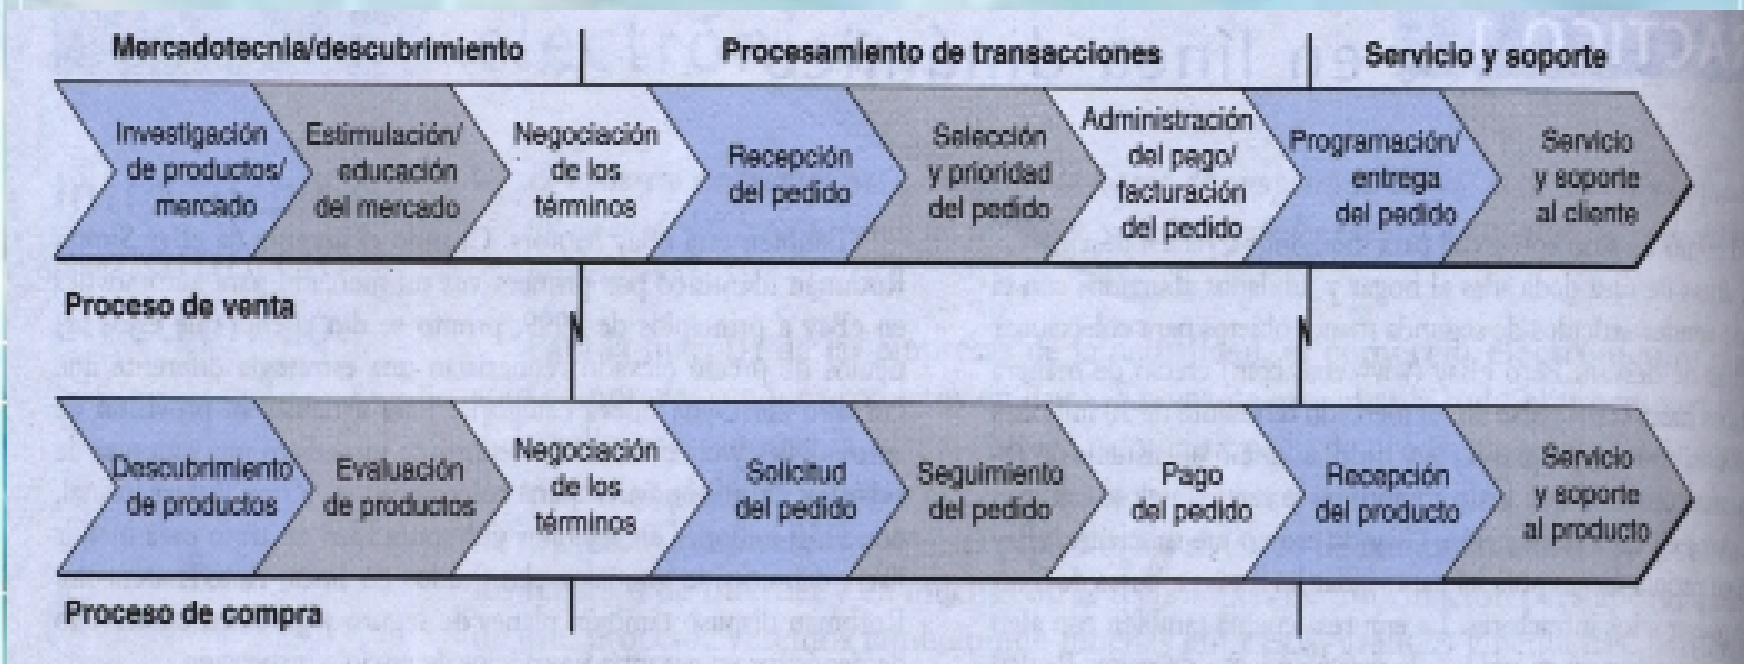 Mercadotecnia/descubrimiento
Procesamiento de transacciones
Servicio y soporte
Investigación
de productos/
mercado
Estimulación/
educación
del mercado
Negociación
de los
términos
Recepción
del pedido
Selección
y prioridad
del pedido
Administración
del pago/
facturación
del pedido
Programación/
entrega
del pedido
Servicio
y soporte
al cliente
Proceso de venta
Descubrimiento
de productos
Evaluación
de productos
Negociación
de los
términos
Solicitud
del pedido
Seguimiento
del pedido
Pago
del pedido
Recepción
del producto
Servicio
y soporte
al producto
Proceso de compra